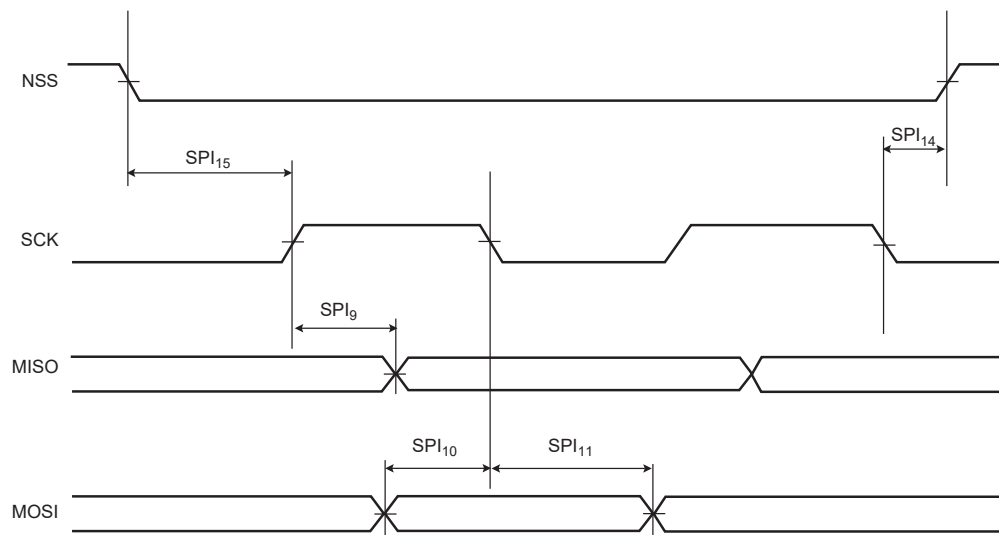 NSS
SPI₁₅
SPI₁₄
SCK
SPI₉
MISO
SPI₁₀
SPI₁₁
MOSI